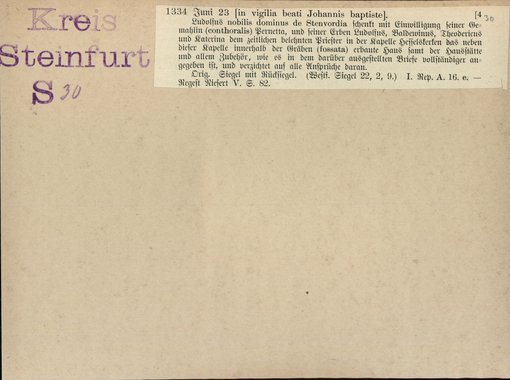 Kreis
Steinfurt
S 30
1334 Juni 23 [in vigilia beati Johannis baptiste]. [4 30
Ludolfus nobilis dominus de Stenvordia schenkt mit Einwilligung seiner Ge-
mahlin (conthoralis) Pernetta, und seiner Erben Ludolfus, Baldewinus, Theodericus
und Katerina dem zeitlichen belehnten Priester in der Kapelle Hesselskerken das neben
dieser Kapelle innerhalb der Gräben (fossata) erbaute Haus samt der Hausstätte
und allem Zubehör, wie es in dem darüber ausgestellten Briefe vollständiger an-
gegeben ist, und verzichtet auf alle Ansprüche daran.
Orig. Siegel mit Rücksiegel. (Westf. Siegel 22, 2, 9.) I. Rep. A. 16. e. —
Regest Niesert V. S. 82.